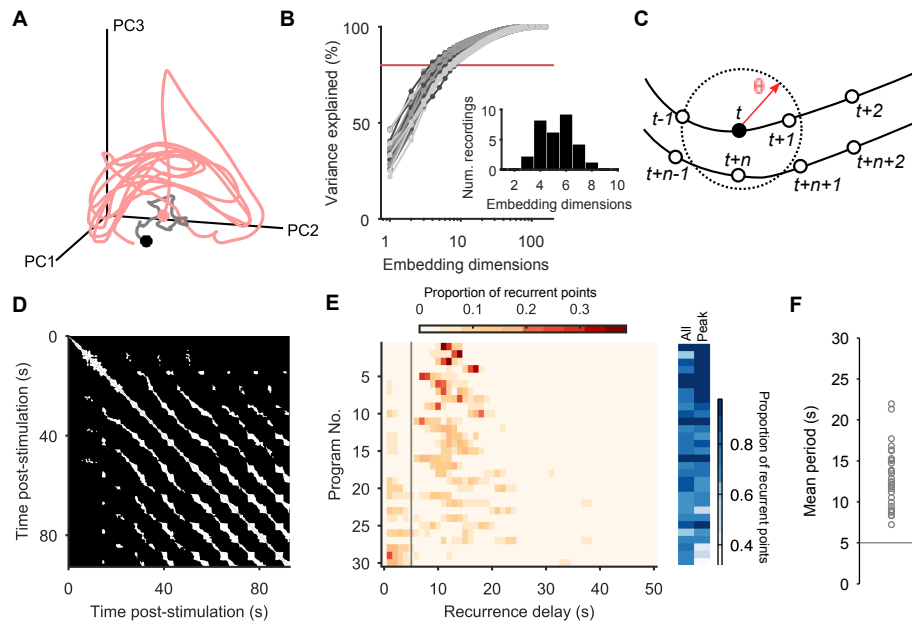 A
PC3
PC2
PC1
B
Variance explained (%)
100
50
0
1
10
100
Embedding dimensions
Num. recordings
10
5
0
2
4
6
8
10
Embedding dimensions
C
θ
t-1
t
t+1
t+2
t+n-1
t+n
t+n+1
t+n+2
D
Time post-stimulation (s)
0
40
80
0
40
80
Time post-stimulation (s)
E
Proportion of recurrent points
0
0.1
0.2
0.3
Program No.
5
10
15
20
25
30
0
10
20
30
40
50
Recurrence delay (s)
All
Peak
0.8
0.6
0.4
Proportion of recurrent points
F
Mean period (s)
30
25
20
15
10
5
0